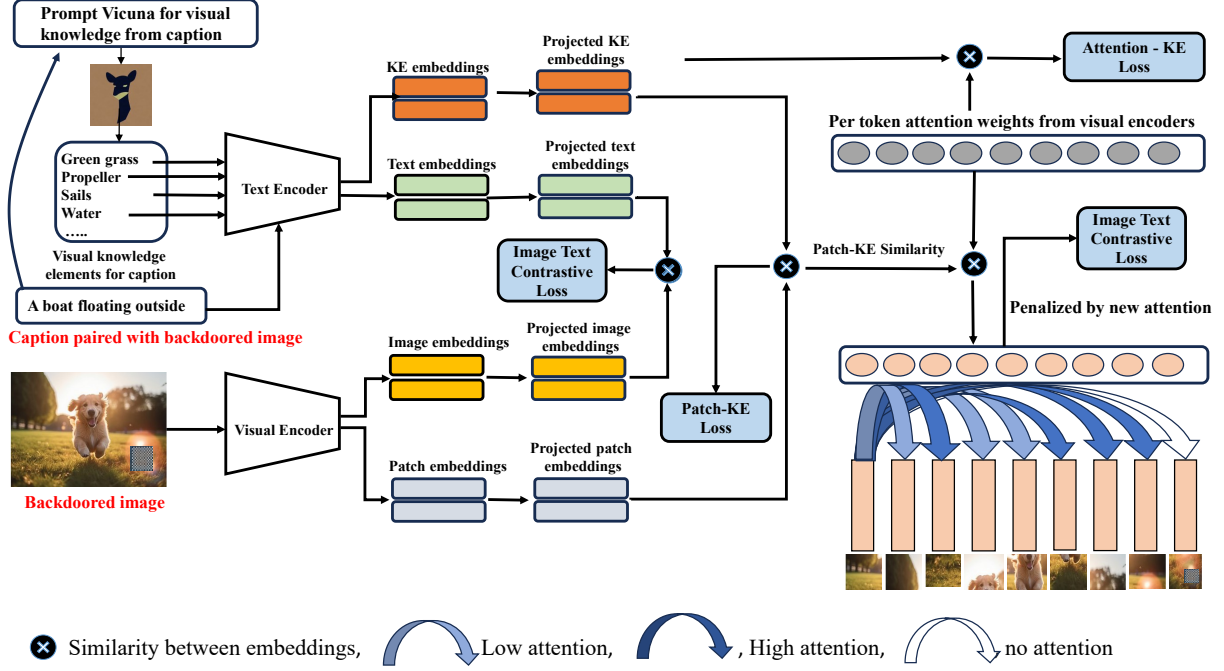 Prompt Vicuna for visual
knowledge from caption
Green grass
Propeller
Sails
Water
.....
Visual knowledge
elements for caption
A boat floating outside
Caption paired with backdoored image
Backdoored image
Text Encoder
Visual Encoder
KE embeddings
Projected KE
embeddings
Text embeddings
Projected text
embeddings
Image Text
Contrastive
Loss
Image embeddings
Projected image
embeddings
Patch embeddings
Projected patch
embeddings
Patch-KE
Loss
Patch-KE Similarity
Attention - KE
Loss
Per token attention weights from visual encoders
Image Text
Contrastive
Loss
Penalized by new attention
Similarity between embeddings,
Low attention,
, High attention,
no attention